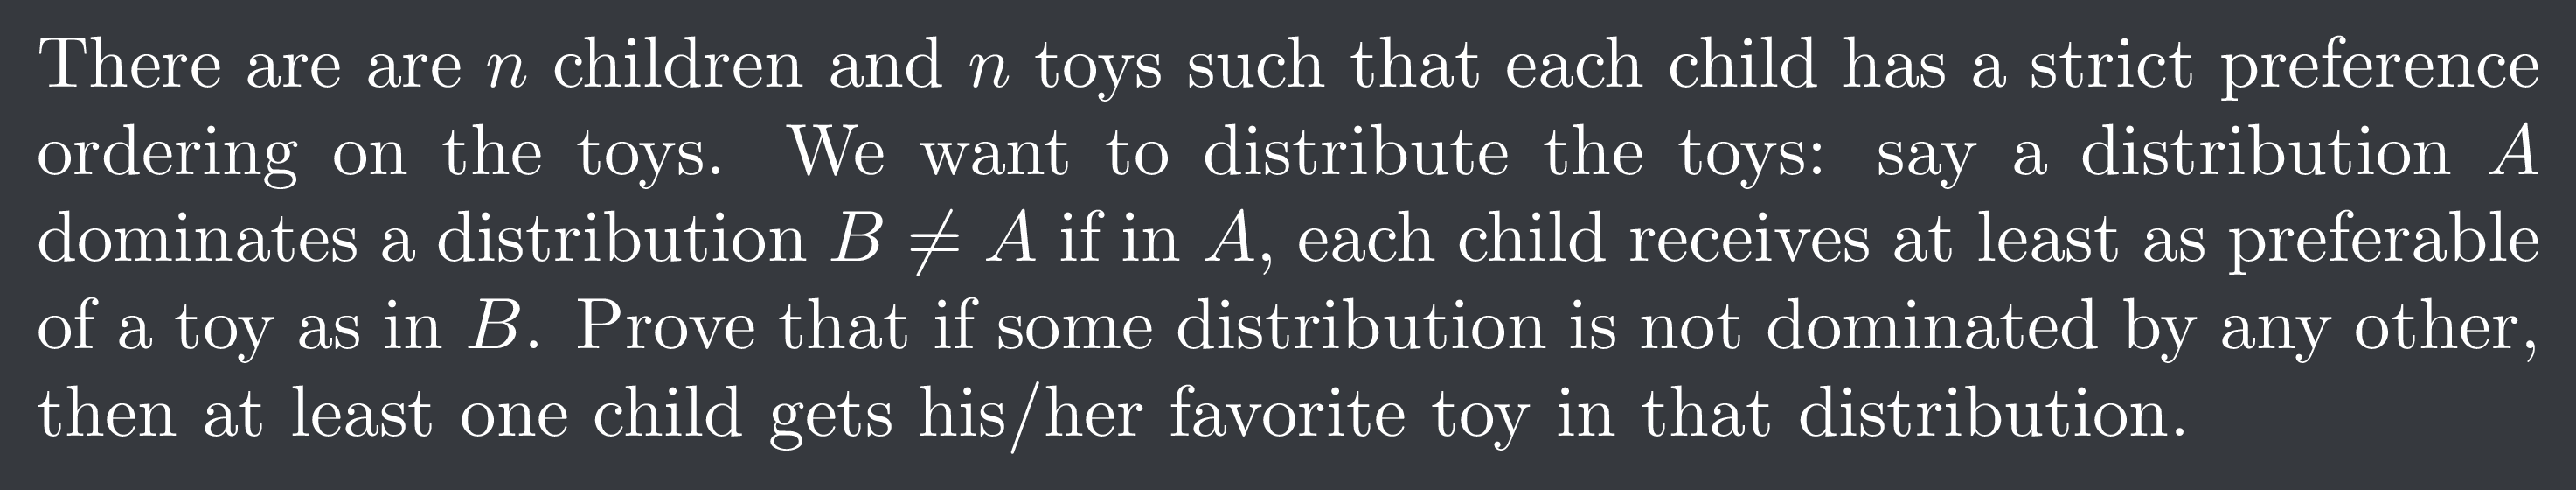 There are are n children and n toys such that each child has a strict preference
ordering on the toys. We want to distribute the toys: say a distribution A
dominates a distribution B ≠ A if in A, each child receives at least as preferable
of a toy as in B. Prove that if some distribution is not dominated by any other,
then at least one child gets his/her favorite toy in that distribution.